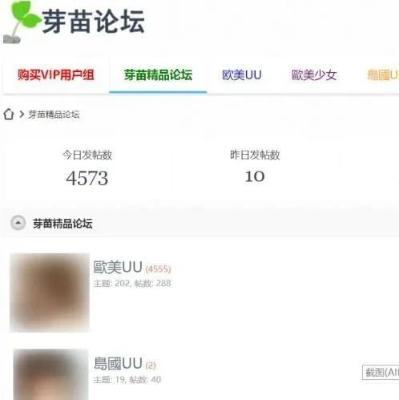 芽苗论坛
购买VIP用户组 芽苗精品论坛 欧美UU 歐美少女 島國U
芽苗精品论坛
今日发帖数 昨日发帖数
4573 10
芽苗精品论坛
歐美UU (4555)
主题: 202, 帖数: 288
島國UU (2)
主题: 19, 帖数: 40
截图(Alt